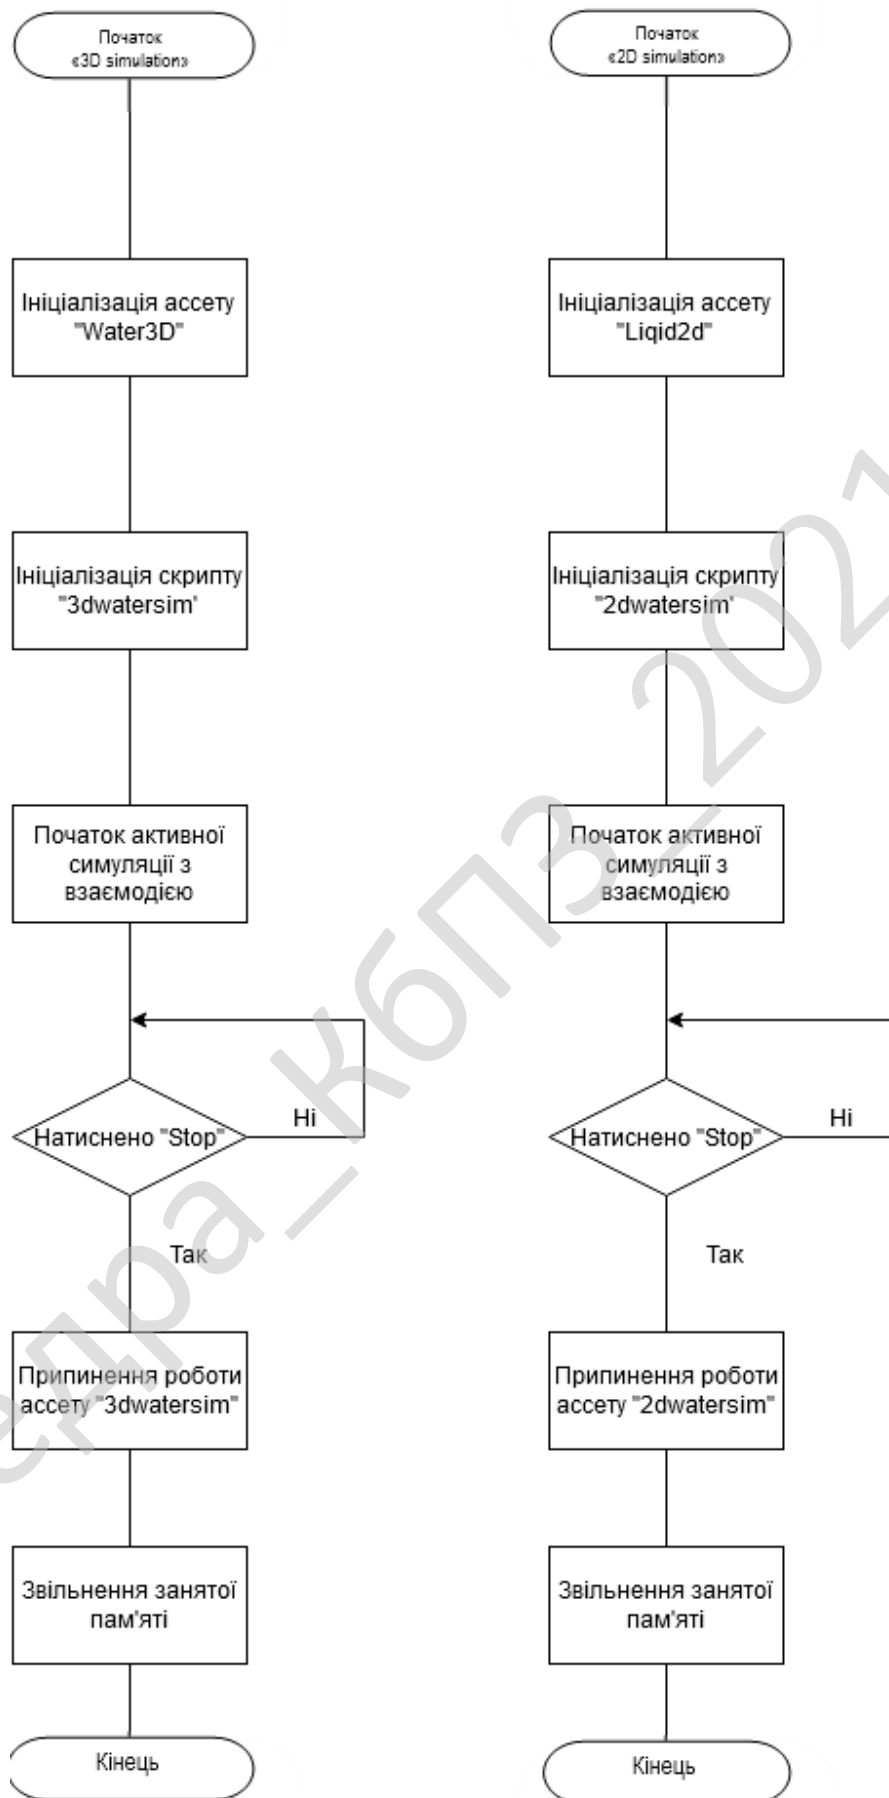 Початок
«3D simulation»
Ініціалізація ассету
"Water3D"
Ініціалізація скрипту
"3dwatersim'
Початок активної
симуляції з
взаємодією
Натиснено "Stop"
Ні
Так
Припинення роботи
ассету "3dwatersim"
Звільнення занятої
пам'яті
Кінець
Початок
«2D simulation»
Ініціалізація ассету
"Liqid2d"
Ініціалізація скрипту
"2dwatersim'
Початок активної
симуляції з
взаємодією
Натиснено "Stop"
Ні
Так
Припинення роботи
ассету "2dwatersim"
Звільнення занятої
пам'яті
Кінець
едра_КбПЗ_2021